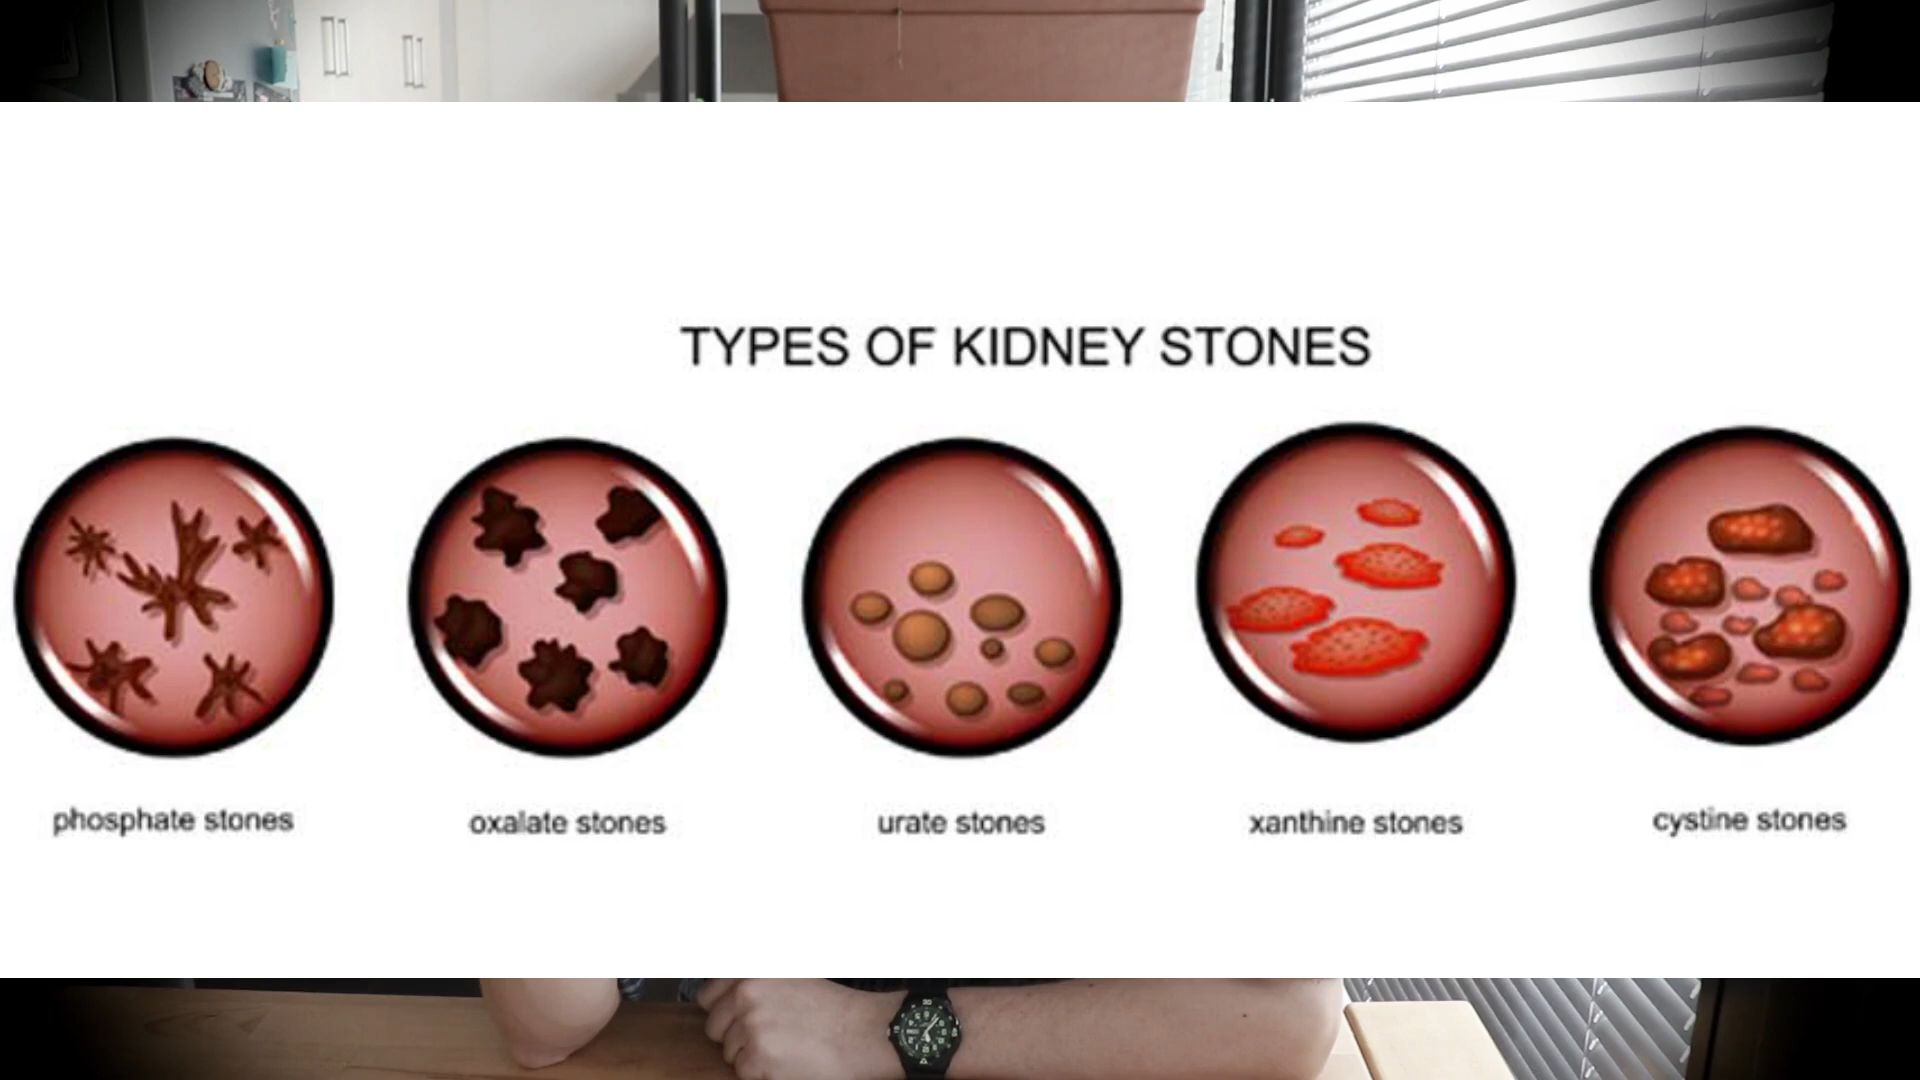 TYPES OF KIDNEY STONES
phosphate stones
oxalate stones
urate stones
xanthine stones
cystine stones